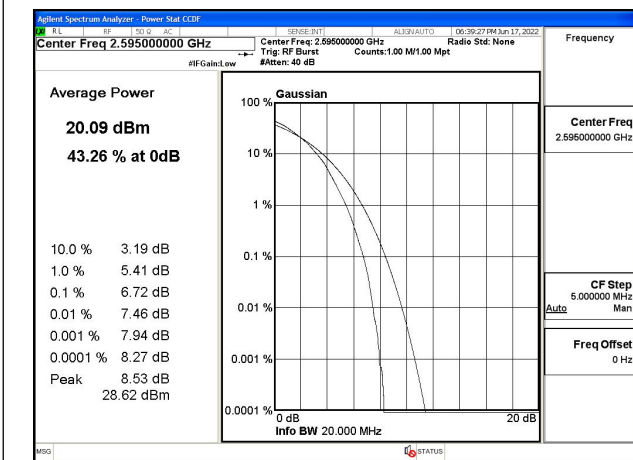 Agilent Spectrum Analyzer - Power Stat CCDF
LXI RL RF 50 Ω AC SENSE:INT ALIGN AUTO 06:39:27 PM Jun 17, 2022
Center Freq 2.595000000 GHz
Center Freq: 2.595000000 GHz Radio Std: None
Trig: RF Burst Counts:1.00 M/1.00 Mpt
#IFGain:Low #Atten: 40 dB
Frequency
Average Power
20.09 dBm
43.26 % at 0dB
10.0 % 3.19 dB
1.0 % 5.41 dB
0.1 % 6.72 dB
0.01 % 7.46 dB
0.001 % 7.94 dB
0.0001 % 8.27 dB
Peak 8.53 dB
28.62 dBm
Gaussian
100 %
10 %
1 %
0.1 %
0.01 %
0.001 %
0.0001 %
0 dB 20 dB
Info BW 20.000 MHz
Center Freq
2.595000000 GHz
CF Step
5.000000 MHz
Auto Man
Freq Offset
0 Hz
MSG STATUS